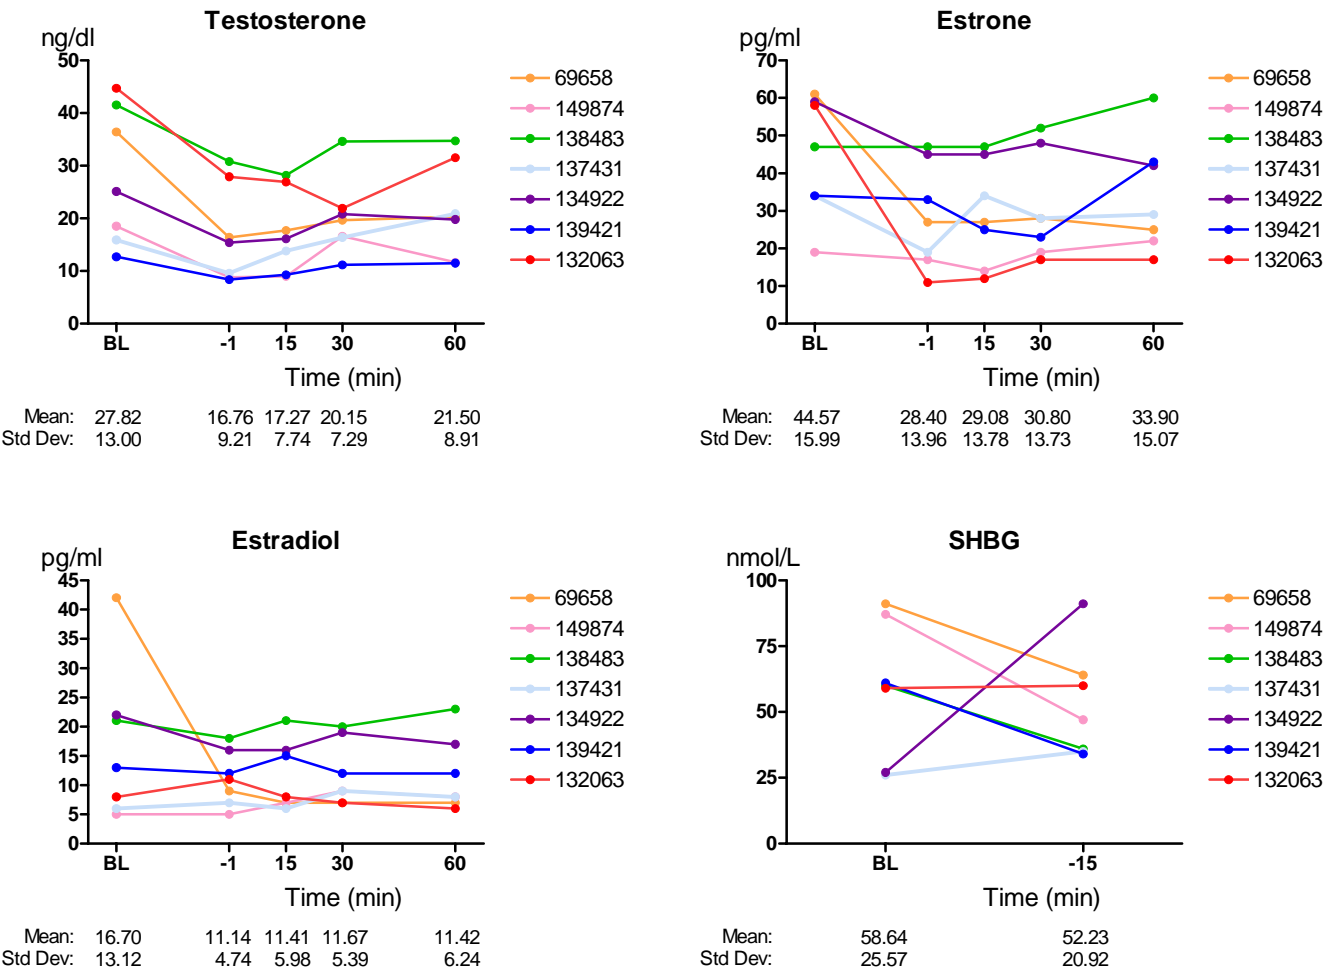 Testosterone
ng/dl
50
40
30
20
10
0
BL -1 15 30 60
Time (min)
69658
149874
138483
137431
134922
139421
132063
Mean: 27.82 16.76 17.27 20.15 21.50
Std Dev: 13.00 9.21 7.74 7.29 8.91
Estrone
pg/ml
70
60
50
40
30
20
10
0
BL -1 15 30 60
Time (min)
69658
149874
138483
137431
134922
139421
132063
Mean: 44.57 28.40 29.08 30.80 33.90
Std Dev: 15.99 13.96 13.78 13.73 15.07
Estradiol
pg/ml
45
40
35
30
25
20
15
10
5
0
BL -1 15 30 60
Time (min)
69658
149874
138483
137431
134922
139421
132063
Mean: 16.70 11.14 11.41 11.67 11.42
Std Dev: 13.12 4.74 5.98 5.39 6.24
SHBG
nmol/L
100
75
50
25
0
BL -15
Time (min)
69658
149874
138483
137431
134922
139421
132063
Mean: 58.64 52.23
Std Dev: 25.57 20.92